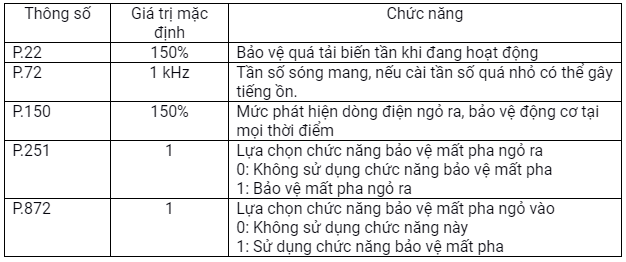 Thông số Giá trị mặc định Chức năng
P.22 150% Bảo vệ quá tải biến tần khi đang hoạt động
P.72 1 kHz Tần số sóng mang, nếu cài tần số quá nhỏ có thể gây
tiếng ồn.
P.150 150% Mức phát hiện dòng điện ngỏ ra, bảo vệ động cơ tại
mọi thời điểm
P.251 1 Lựa chọn chức năng bảo vệ mất pha ngỏ ra
0: Không sử dụng chức năng bảo vệ mất pha
1: Bảo vệ mất pha ngỏ ra
P.872 1 Lựa chọn chức năng bảo vệ mất pha ngỏ vào
0: Không sử dụng chức năng này
1: Sử dụng chức năng bảo vệ mất pha